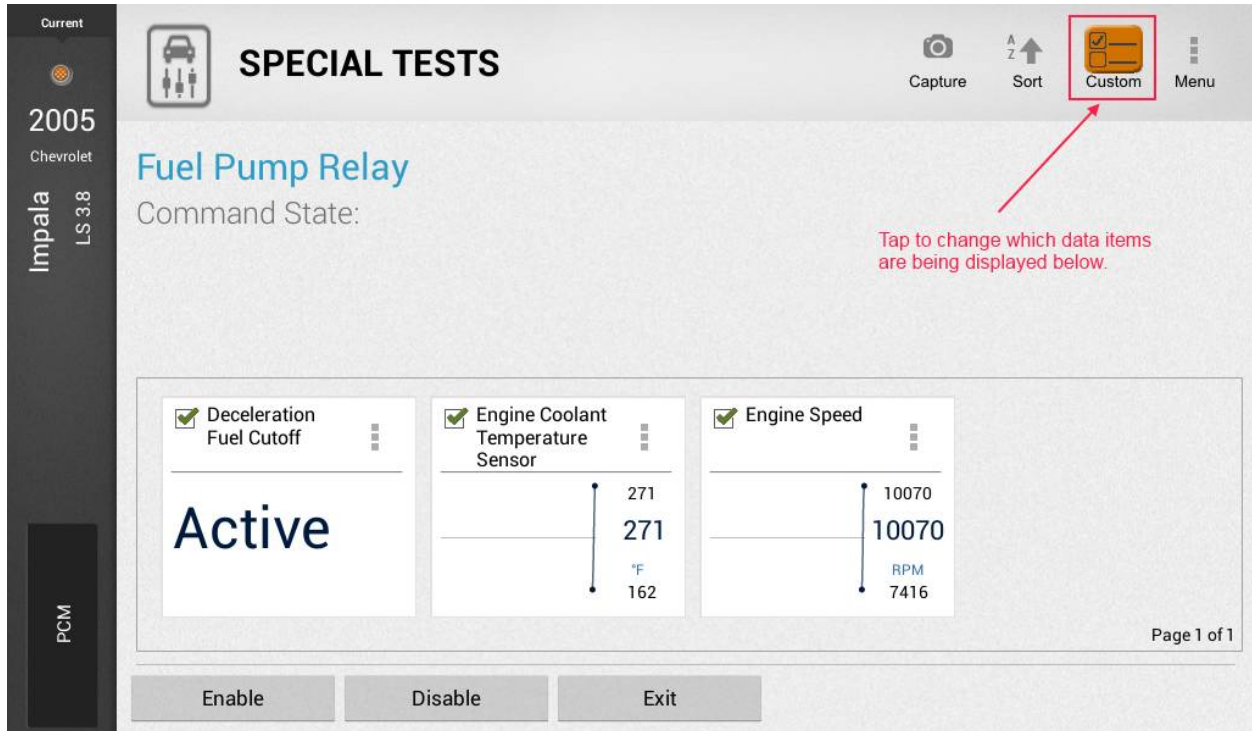 Current
2005
Chevrolet
Impala
LS 3.8
PCM
SPECIAL TESTS
Capture
A
Z
Sort
Custom
Menu
Fuel Pump Relay
Command State:
Tap to change which data items
are being displayed below.
Deceleration
Fuel Cutoff
Active
Engine Coolant
Temperature
Sensor
271
271
°F
162
Engine Speed
10070
10070
RPM
7416
Page 1 of 1
Enable
Disable
Exit